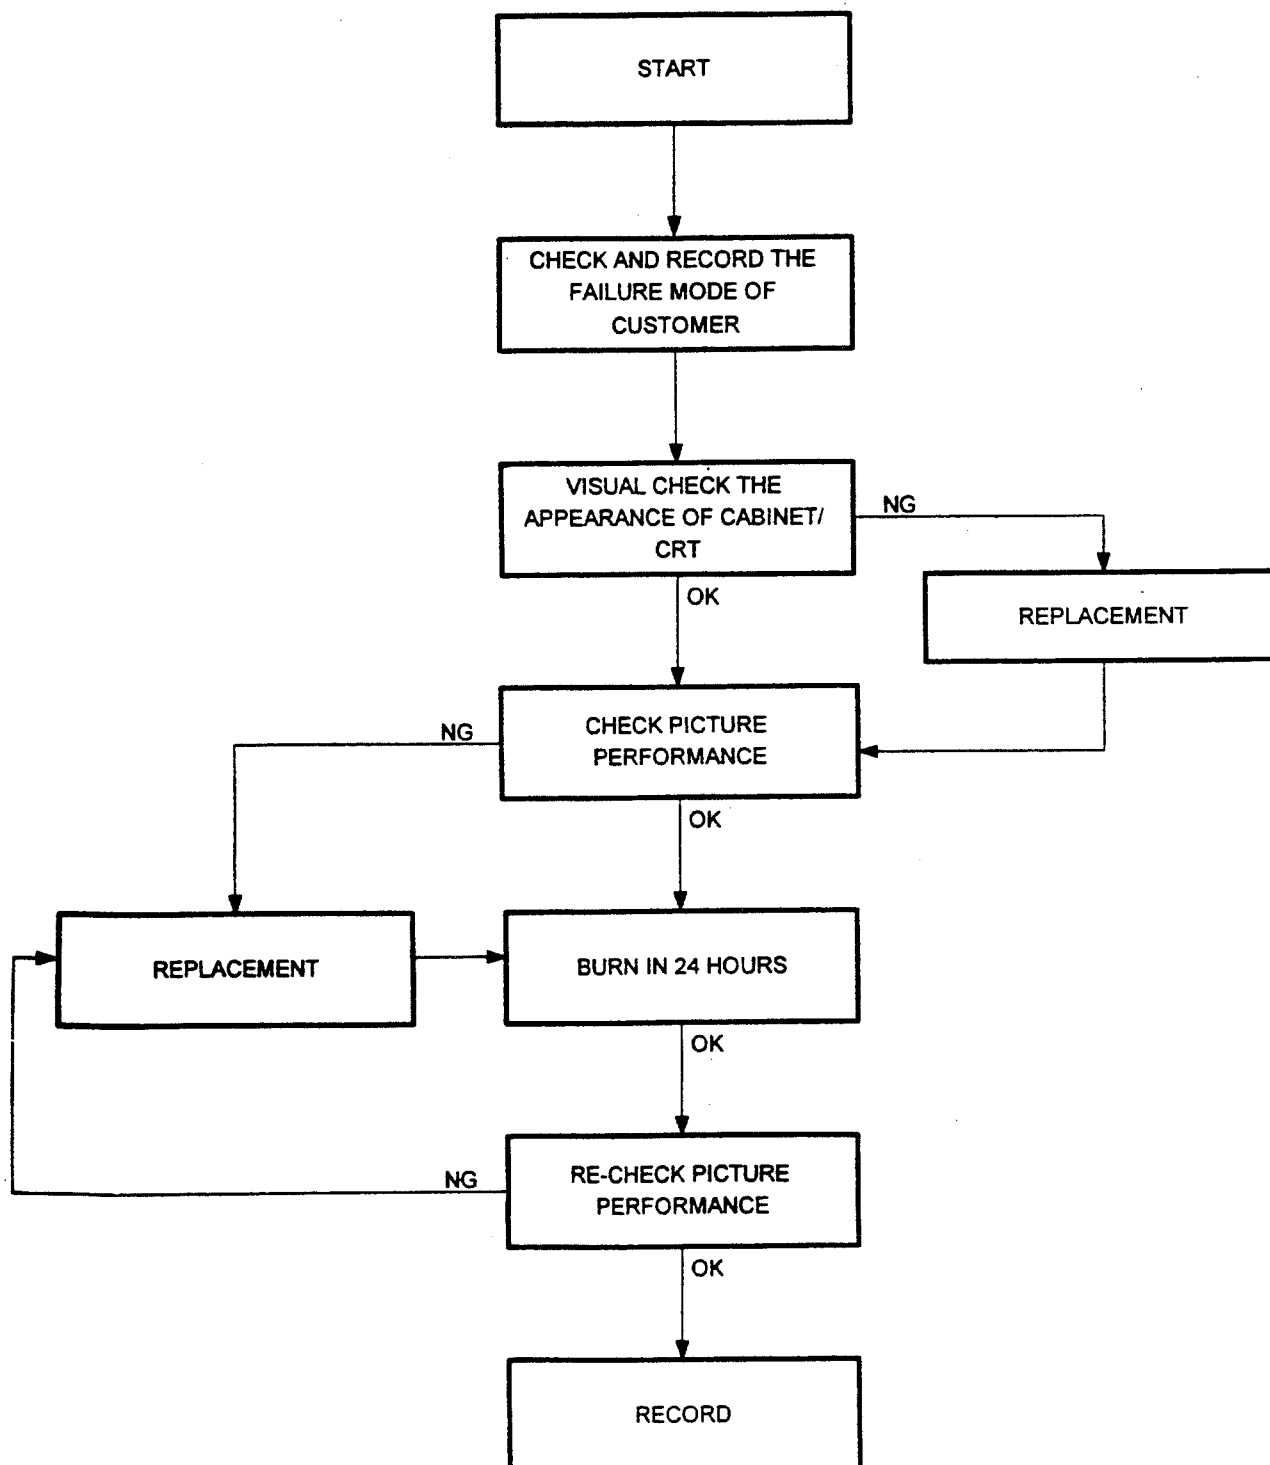 START
CHECK AND RECORD THE
FAILURE MODE OF
CUSTOMER
VISUAL CHECK THE
APPEARANCE OF CABINET/
CRT
NG
OK
REPLACEMENT
CHECK PICTURE
PERFORMANCE
NG
OK
REPLACEMENT
BURN IN 24 HOURS
OK
RE-CHECK PICTURE
PERFORMANCE
NG
OK
RECORD